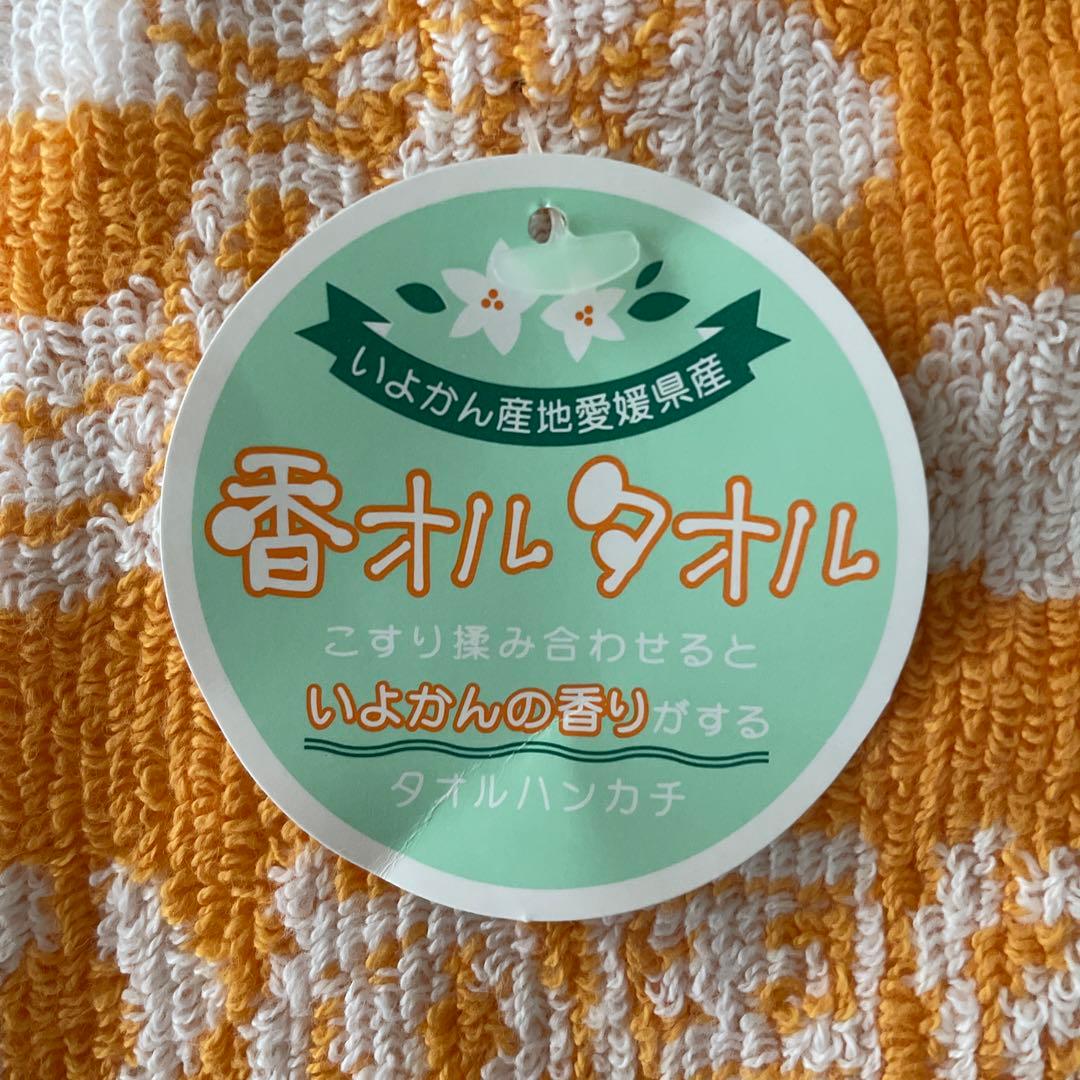 いよかん産地愛媛県産
香オルタオル
こすり揉み合わせると
いよかんの香りがする
タオルハンカチ